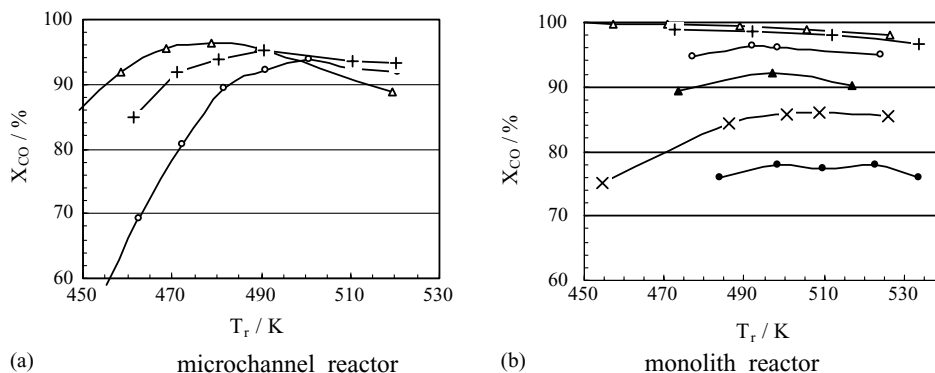 100
90
80
70
60
X_CO / %
450 470 490 510 530
T_r / K
(a) microchannel reactor
100
90
80
70
60
X_CO / %
450 470 490 510 530
T_r / K
(b) monolith reactor